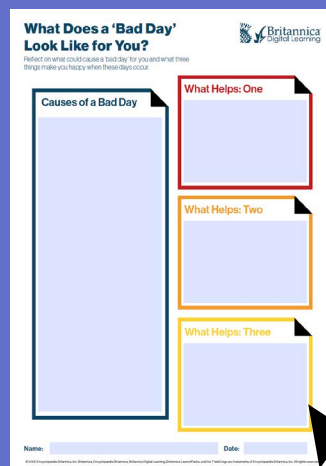 What Does a ‘Bad Day’
Look Like for You?
Britannica
Digital Learning
Reflect on what could cause a ‘bad day’ for you and what three
things make you happy when these days occur.
Causes of a Bad Day
What Helps: One
What Helps: Two
What Helps: Three
Name:
Date: